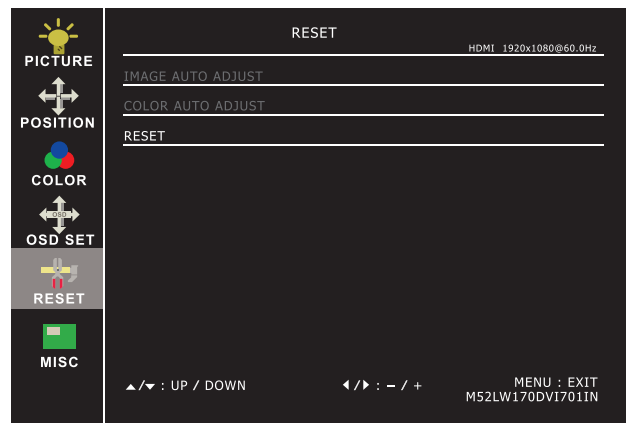 RESET
HDMI 1920x1080@60.0Hz
PICTURE
POSITION
COLOR
OSD
OSD SET
RESET
MISC
IMAGE AUTO ADJUST
COLOR AUTO ADJUST
RESET
▲/▼ : UP / DOWN
◀/▶ : – / +
MENU : EXIT
M52LW170DVI701IN